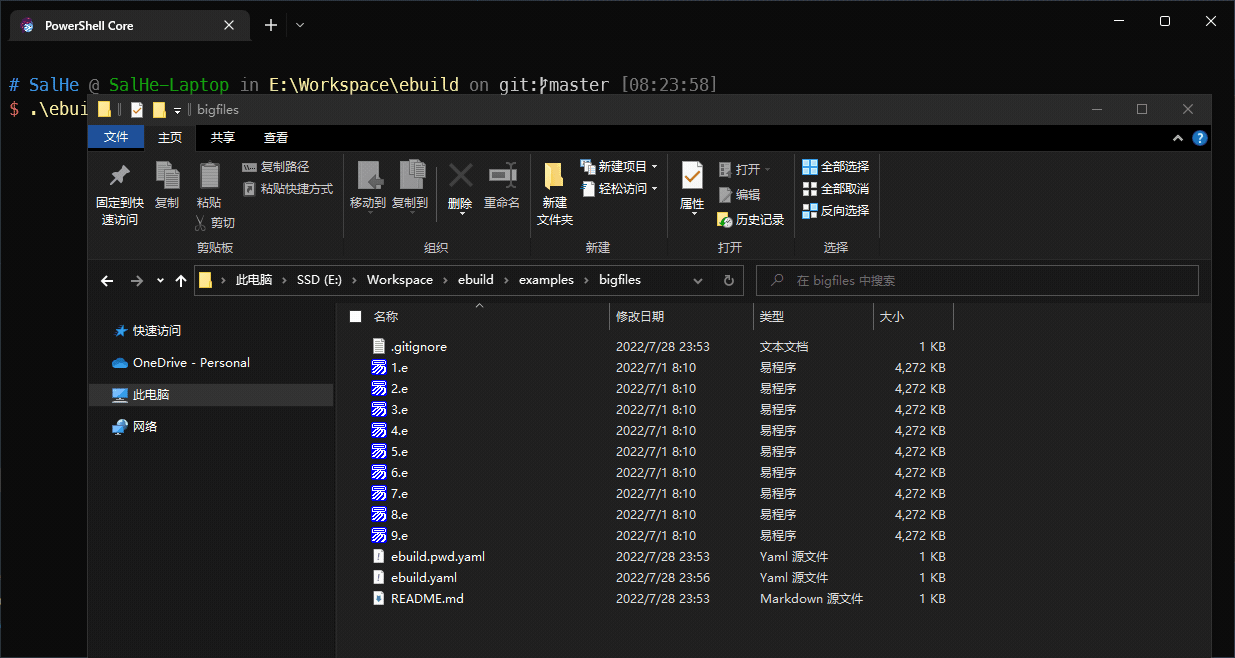 PowerShell Core
# SalHe @ SalHe-Laptop in E:\Workspace\ebuild on git:master [08:23:58]
$ .\ebui
bigfiles
文件 主页 共享 查看
固定到快速访问
复制
粘贴
复制路径
粘贴快捷方式
剪切
剪贴板
移动到
复制到
删除
重命名
组织
新建文件夹
新建项目
轻松访问
新建
属性
打开
编辑
历史记录
打开
全部选择
全部取消
反向选择
选择
此电脑 > SSD (E:) > Workspace > ebuild > examples > bigfiles
在 bigfiles 中搜索
快速访问
OneDrive - Personal
此电脑
网络
名称 修改日期 类型 大小
.gitignore 2022/7/28 23:53 文本文档 1 KB
1.e 2022/7/1 8:10 易程序 4,272 KB
2.e 2022/7/1 8:10 易程序 4,272 KB
3.e 2022/7/1 8:10 易程序 4,272 KB
4.e 2022/7/1 8:10 易程序 4,272 KB
5.e 2022/7/1 8:10 易程序 4,272 KB
6.e 2022/7/1 8:10 易程序 4,272 KB
7.e 2022/7/1 8:10 易程序 4,272 KB
8.e 2022/7/1 8:10 易程序 4,272 KB
9.e 2022/7/1 8:10 易程序 4,272 KB
ebuild.pwd.yaml 2022/7/28 23:53 Yaml 源文件 1 KB
ebuild.yaml 2022/7/28 23:56 Yaml 源文件 1 KB
README.md 2022/7/28 23:53 Markdown 源文件 1 KB